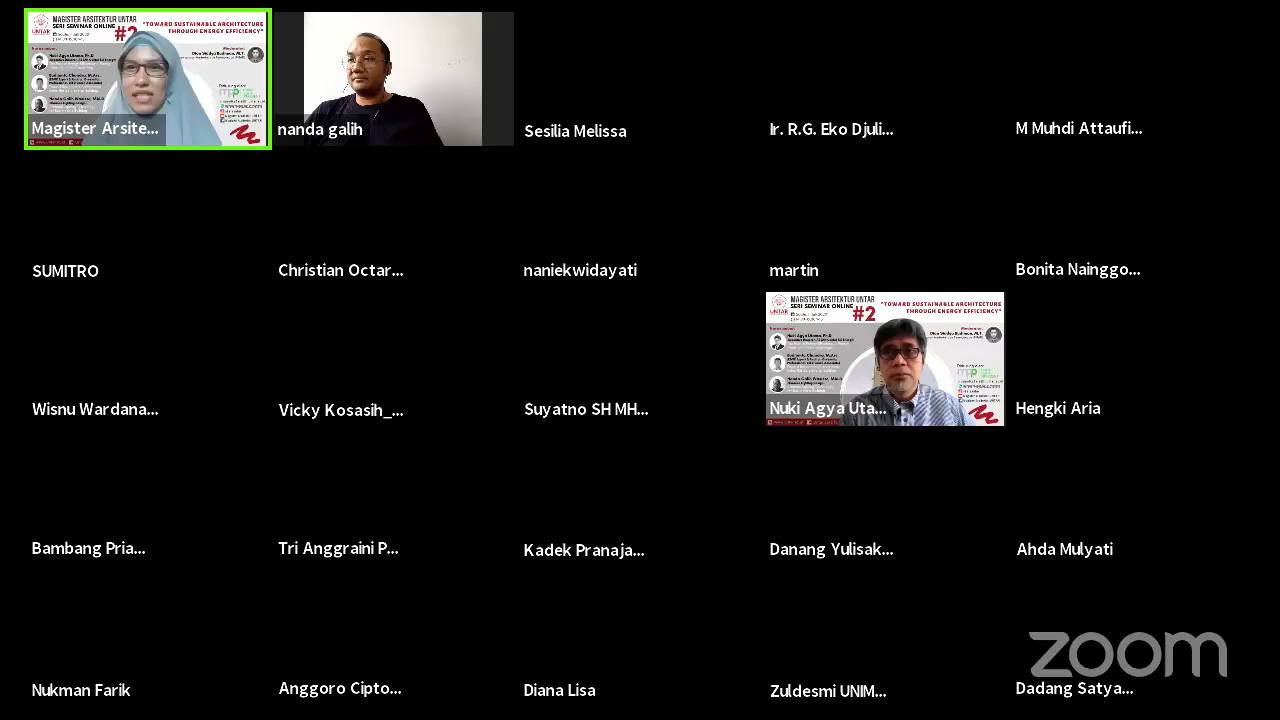 MAGISTER ARSITEKTUR UNTAR
SERI SEMINAR ONLINE
#2
"TOWARD SUSTAINABLE ARCHITECTURE
THROUGH ENERGY EFFICIENCY"
UNTAR
Magister Arsite...
nanda galih
Sesilia Melissa
Ir. R.G. Eko Djuli...
M Muhdi Attaufi...
SUMITRO
Christian Octar...
naniekwidayati
martin
Bonita Nainggo...
Wisnu Wardana...
Vicky Kosasih_...
Suyatno SH MH...
MAGISTER ARSITEKTUR UNTAR
SERI SEMINAR ONLINE
#2
"TOWARD SUSTAINABLE ARCHITECTURE
THROUGH ENERGY EFFICIENCY"
UNTAR
Nuki Agya Uta...
Hengki Aria
Bambang Pria...
Tri Anggraini P...
Kadek Pranaja...
Danang Yulisak...
Ahda Mulyati
Nukman Farik
Anggoro Cipto...
Diana Lisa
Zuldesmi UNIM...
Dadang Satya...
zoom